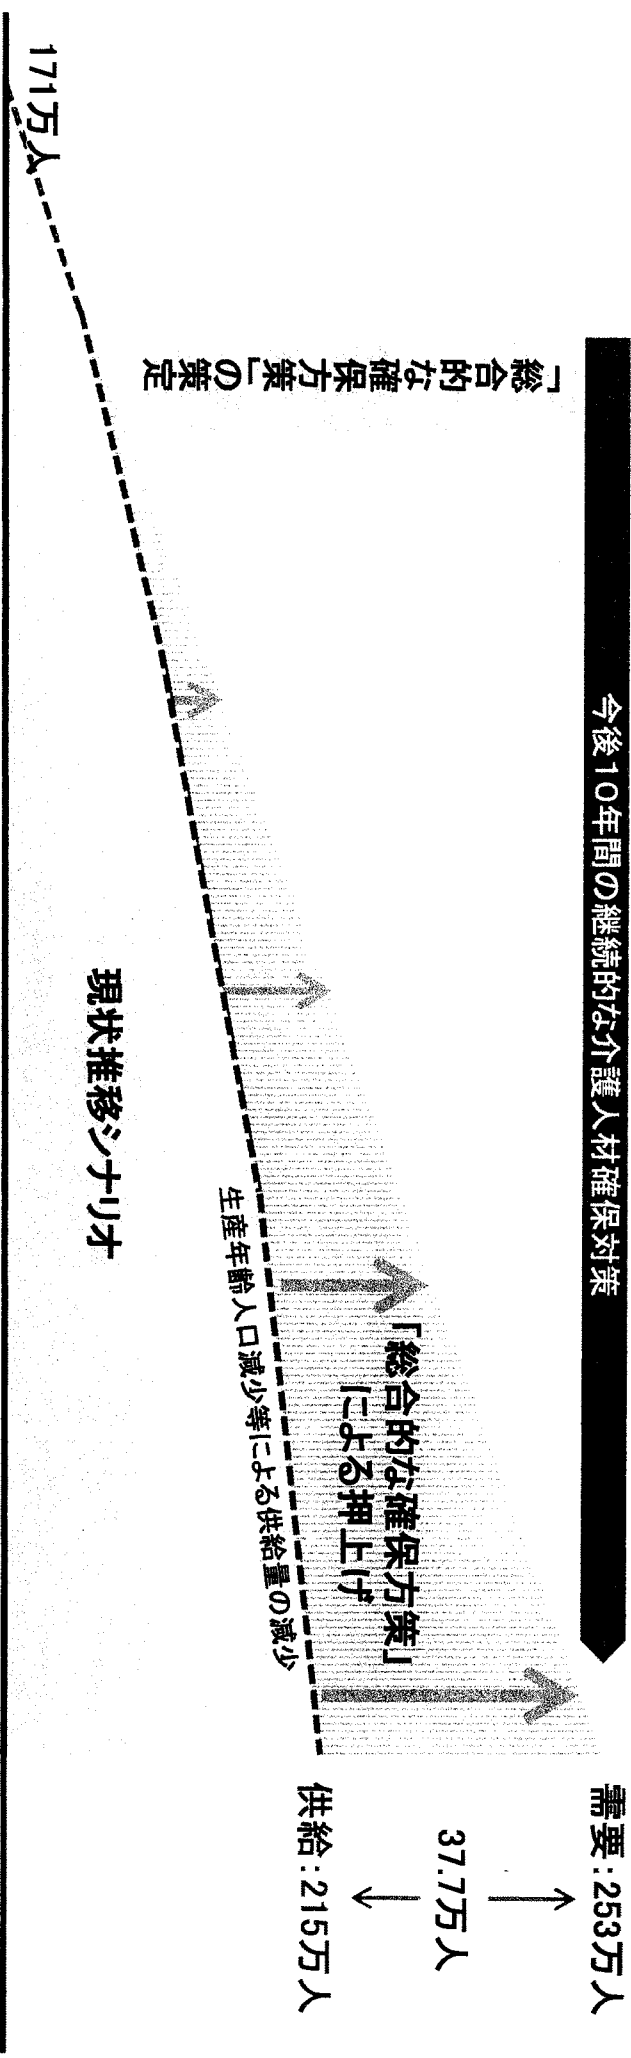 今後10年間の継続的な介護人材確保対策
「総合的な確保方策」の策定
需要:253万人
37.7万人
供給:215万人
「総合的な確保方策」
による押上げ
生産年齢人口減少等による供給量の減少
現状推移シナリオ
171万人